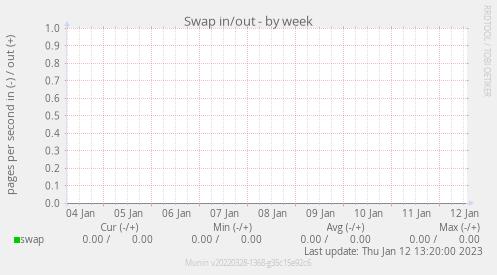 Swap in/out - by week
RRDTOOL / TOBI OETIKER
pages per second in (-) / out (+)
1.0
0.9
0.8
0.7
0.6
0.5
0.4
0.3
0.2
0.1
0.0
04 Jan 05 Jan 06 Jan 07 Jan 08 Jan 09 Jan 10 Jan 11 Jan 12 Jan
Cur (-/+) Min (-/+) Avg (-/+) Max (-/+)
swap 0.00 / 0.00 0.00 / 0.00 0.00 / 0.00 0.00 / 0.00
Last update: Thu Jan 12 13:20:00 2023
Munin v20220328-1368-g35c15e92c6